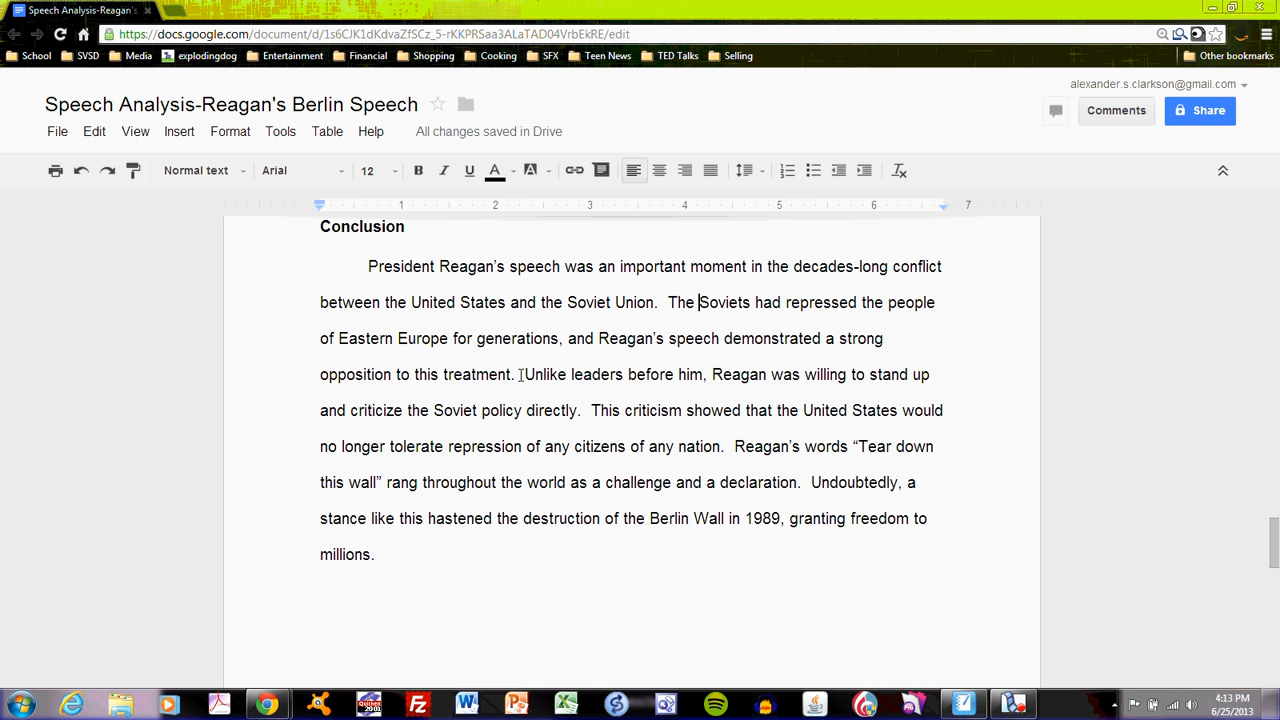 Speech Analysis-Reagan's
https://docs.google.com/document/d/1s6CJK1dKdvaZfSCz_5-rKKPRSaa3ALaTAD04VrbEkRE/edit
School SVSD Media explodingdog Entertainment Financial Shopping Cooking SFX Teen News TED Talks Selling Other bookmarks
alexander.s.clarkson@gmail.com
Speech Analysis-Reagan's Berlin Speech
Comments Share
File Edit View Insert Format Tools Table Help All changes saved in Drive
Normal text Arial 12 B I U A A
1 2 3 4 5 6 7
Conclusion
President Reagan’s speech was an important moment in the decades-long conflict
between the United States and the Soviet Union.  The Soviets had repressed the people
of Eastern Europe for generations, and Reagan’s speech demonstrated a strong
opposition to this treatment.  Unlike leaders before him, Reagan was willing to stand up
and criticize the Soviet policy directly.  This criticism showed that the United States would
no longer tolerate repression of any citizens of any nation.  Reagan’s words “Tear down
this wall” rang throughout the world as a challenge and a declaration.  Undoubtedly, a
stance like this hastened the destruction of the Berlin Wall in 1989, granting freedom to
millions.
4:13 PM
6/25/2013